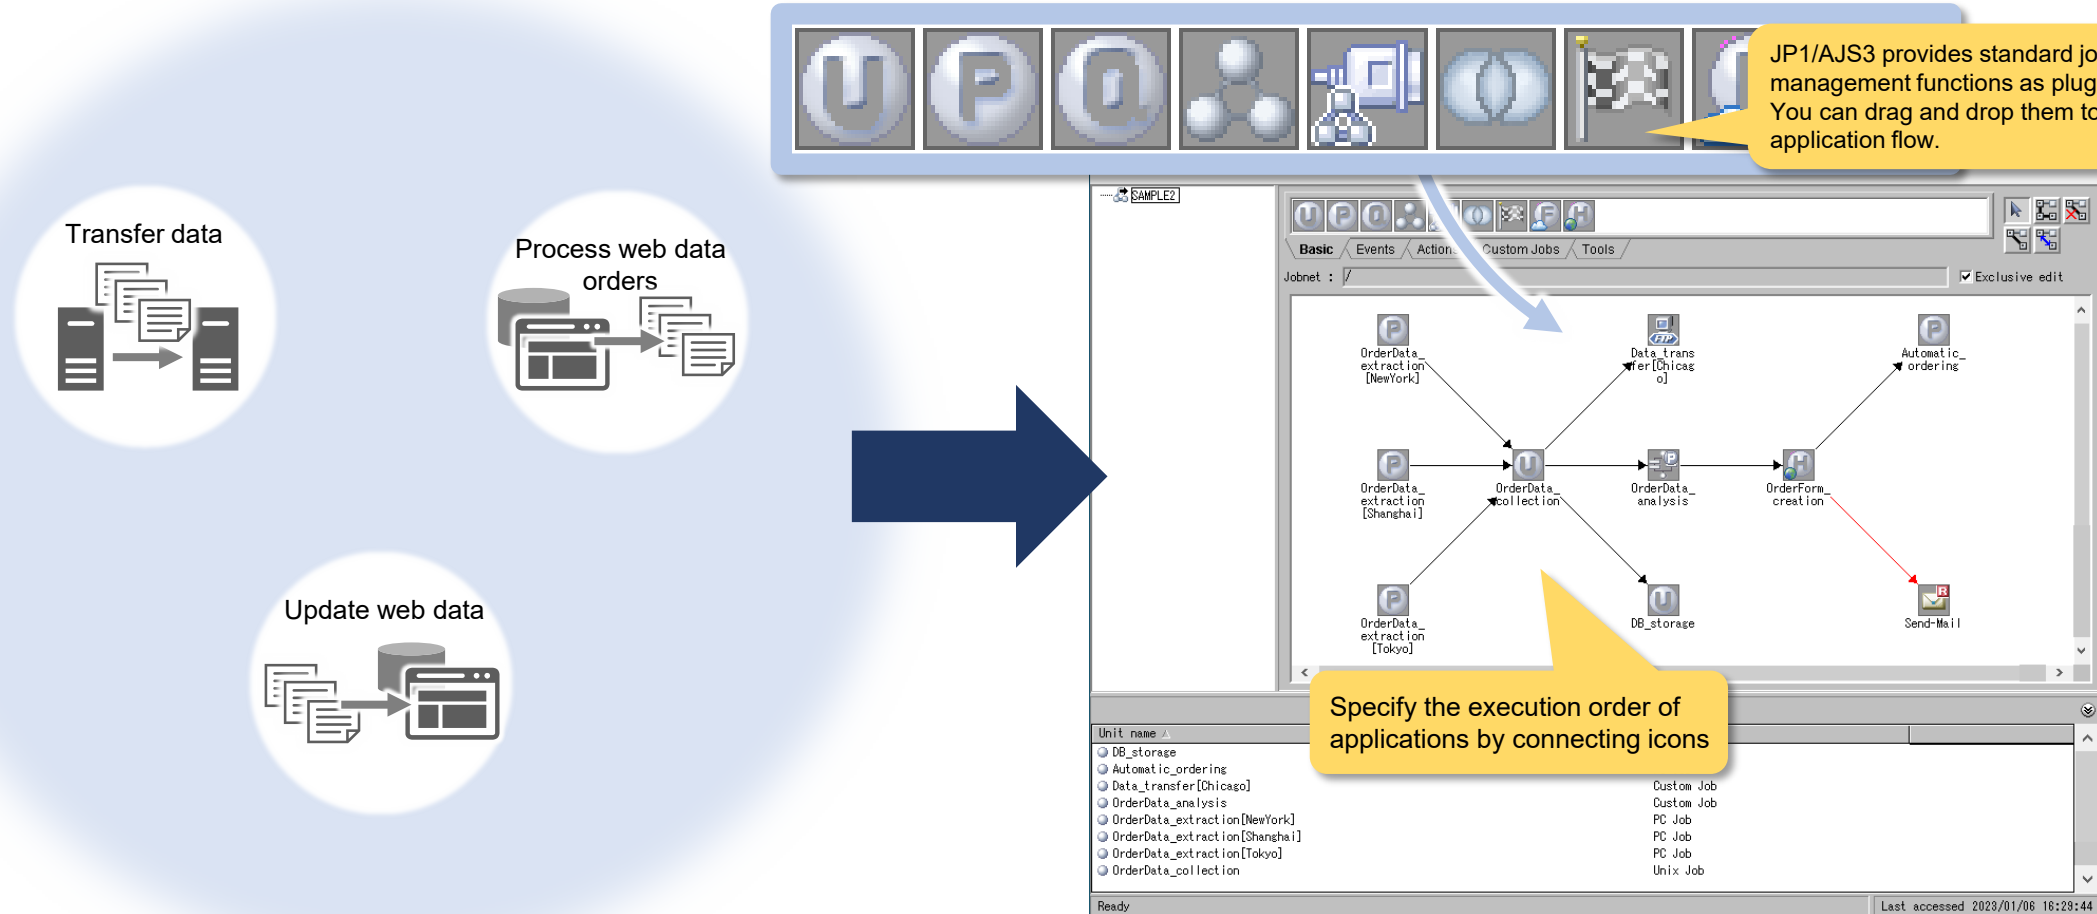 JP1/AJS3 provides standard jo
management functions as plug
You can drag and drop them to
application flow.
Transfer data
Process web data
orders
Update web data
SAMPLE2
U P Q
U P Q F H
Basic Events Action Custom Jobs Tools
Jobnet : /
Exclusive edit
OrderData_
extraction
[NewYork]
Data_trans
fer[Chicag
o]
Automatic_
ordering
OrderData_
extraction
[Shanghai]
OrderData_
collection
OrderData_
analysis
OrderForm_
creation
OrderData_
extraction
[Tokyo]
DB_storage
Send-Mail
Specify the execution order of
applications by connecting icons
Unit name
DB_storage
Automatic_ordering
Data_transfer[Chicago] Custom Job
OrderData_analysis Custom Job
OrderData_extraction[NewYork] PC Job
OrderData_extraction[Shanghai] PC Job
OrderData_extraction[Tokyo] PC Job
OrderData_collection Unix Job
Ready
Last accessed 2023/01/06 16:29:44